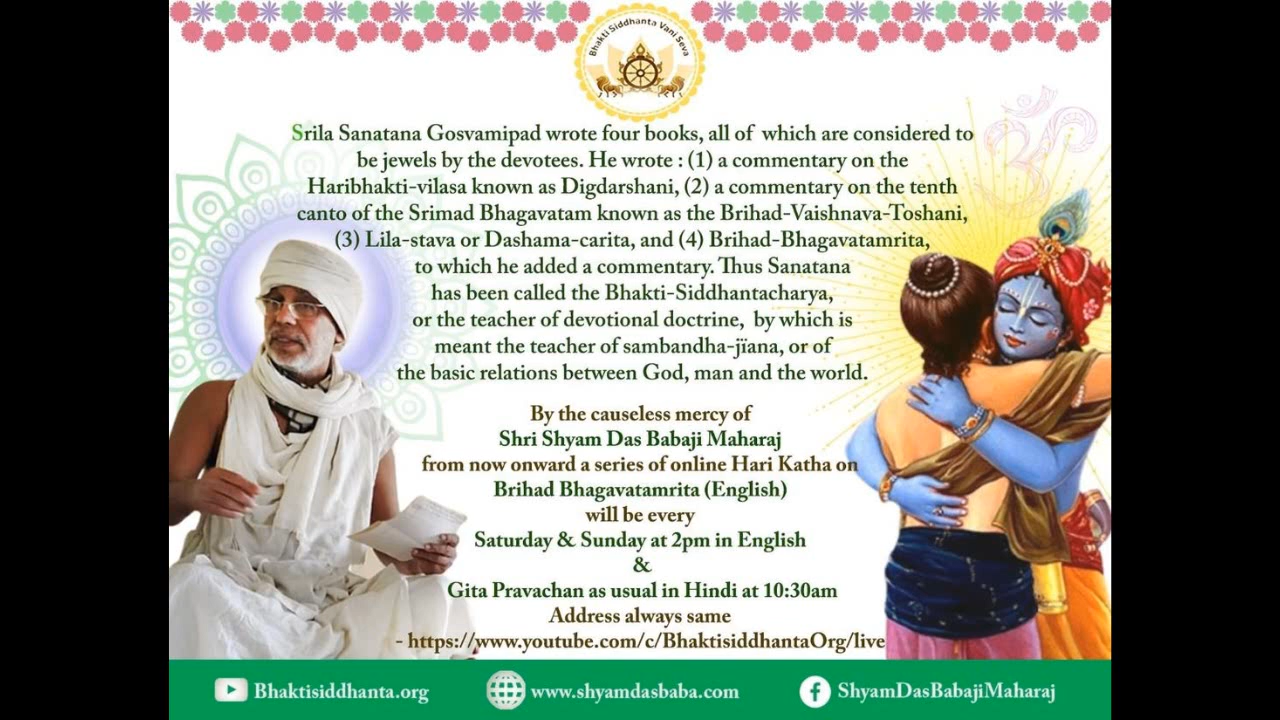 Bhakti Siddhanta Vani Seva
Srila Sanatana Gosvamipad wrote four books, all of which are considered to
be jewels by the devotees. He wrote : (1) a commentary on the
Haribhakti-vilasa known as Digdarshani, (2) a commentary on the tenth
canto of the Srimad Bhagavatam known as the Brihad-Vaishnava-Toshani,
(3) Lila-stava or Dashama-carita, and (4) Brihad-Bhagavatamrita,
to which he added a commentary. Thus Sanatana
has been called the Bhakti-Siddhantacharya,
or the teacher of devotional doctrine, by which is
meant the teacher of sambandha-jïana, or of
the basic relations between God, man and the world.
By the causeless mercy of
Shri Shyam Das Babaji Maharaj
from now onward a series of online Hari Katha on
Brihad Bhagavatamrita (English)
will be every
Saturday & Sunday at 2pm in English
&
Gita Pravachan as usual in Hindi at 10:30am
Address always same
- https://www.youtube.com/c/BhaktisiddhantaOrg/live
Bhaktisiddhanta.org
www.shyamdasbaba.com
ShyamDasBabajiMaharaj
ॐ